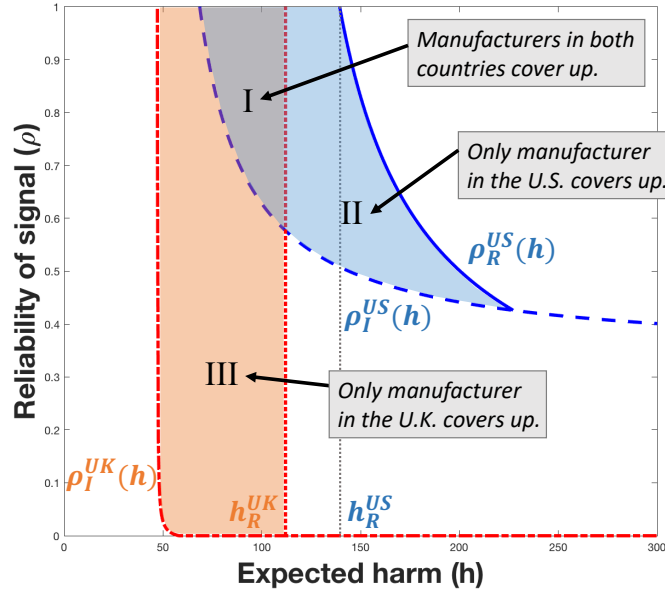 Manufacturers in both
countries cover up.
I
Only manufacturer
in the U.S. covers up.
II
ρ_R^{US}(h)
ρ_I^{US}(h)
III
Only manufacturer
in the U.K. covers up.
ρ_I^{UK}(h)
h_R^{UK}
h_R^{US}
Reliability of signal (ρ)
1
0.9
0.8
0.7
0.6
0.5
0.4
0.3
0.2
0.1
0
0 50 100 150 200 250 300
Expected harm (h)